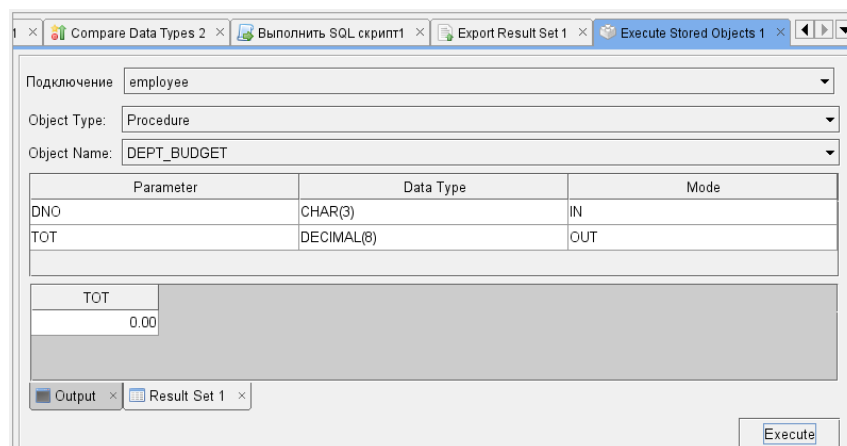 1 Compare Data Types 2 Выполнить SQL скрипт1 Export Result Set 1 Execute Stored Objects 1
Подключение employee
Object Type: Procedure
Object Name: DEPT_BUDGET
Parameter Data Type Mode
DNO CHAR(3) IN
TOT DECIMAL(8) OUT
TOT
0.00
Output Result Set 1
Execute